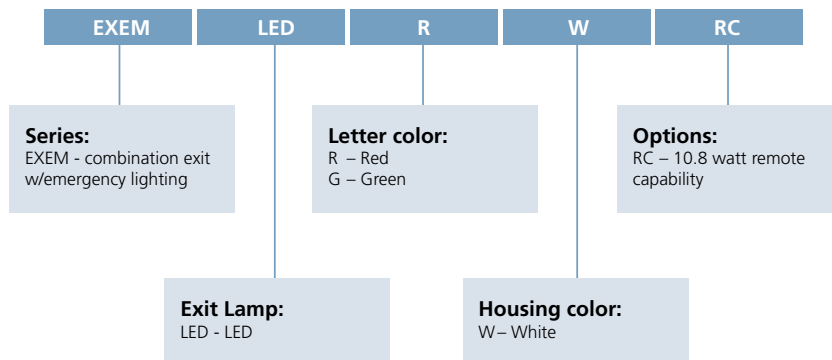 EXEM LED R W RC
Series:
EXEM - combination exit
w/emergency lighting
Letter color:
R – Red
G – Green
Options:
RC – 10.8 watt remote
capability
Exit Lamp:
LED - LED
Housing color:
W – White